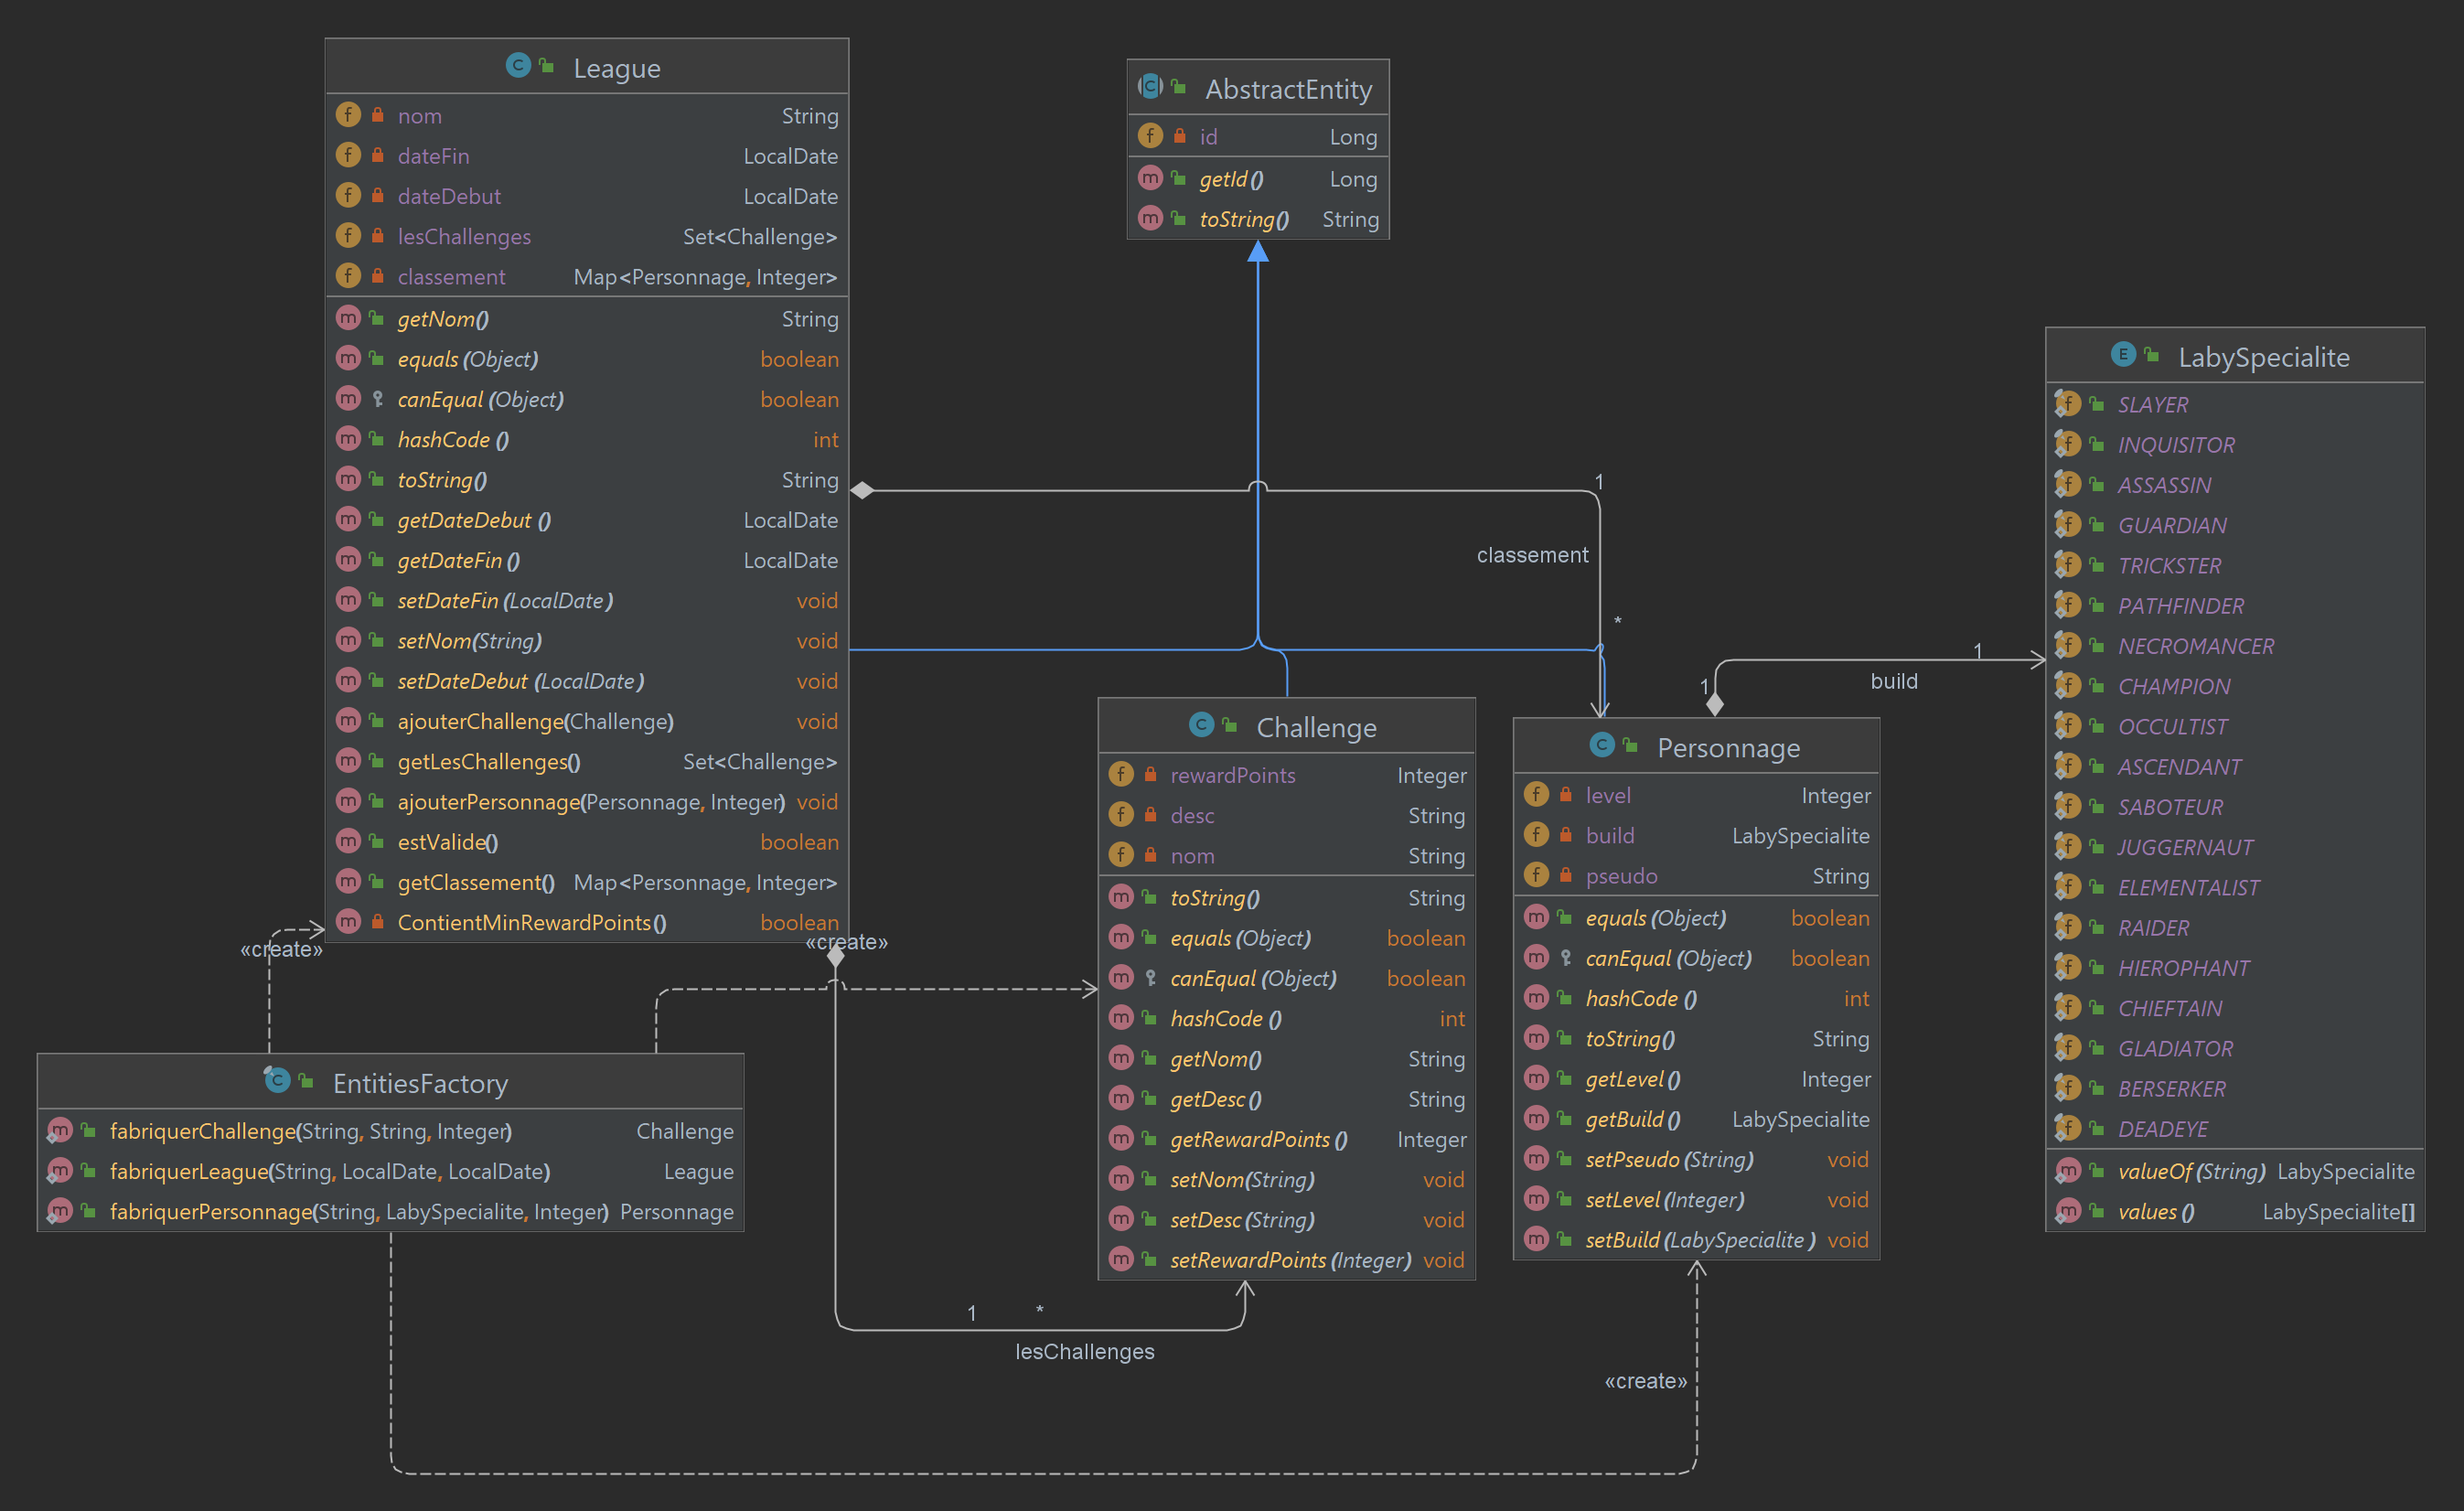 League
nom String
dateFin LocalDate
dateDebut LocalDate
lesChallenges Set<Challenge>
classement Map<Personnage, Integer>
getNom() String
equals(Object) boolean
canEqual(Object) boolean
hashCode() int
toString() String
getDateDebut() LocalDate
getDateFin() LocalDate
setDateFin(LocalDate) void
setNom(String) void
setDateDebut(LocalDate) void
ajouterChallenge(Challenge) void
getLesChallenges() Set<Challenge>
ajouterPersonnage(Personnage, Integer) void
estValide() boolean
getClassement() Map<Personnage, Integer>
ContientMinRewardPoints() boolean
AbstractEntity
id Long
getId() Long
toString() String
1
classement
*
1
1
build
LabySpecialite
SLAYER
INQUISITOR
ASSASSIN
GUARDIAN
TRICKSTER
PATHFINDER
NECROMANCER
CHAMPION
OCCULTIST
ASCENDANT
SABOTEUR
JUGGERNAUT
ELEMENTALIST
RAIDER
HIEROPHANT
CHIEFTAIN
GLADIATOR
BERSERKER
DEADEYE
valueOf(String) LabySpecialite
values() LabySpecialite[]
Challenge
rewardPoints Integer
desc String
nom String
toString() String
equals(Object) boolean
canEqual(Object) boolean
hashCode() int
getNom() String
getDesc() String
getRewardPoints() Integer
setNom(String) void
setDesc(String) void
setRewardPoints(Integer) void
Personnage
level Integer
build LabySpecialite
pseudo String
equals(Object) boolean
canEqual(Object) boolean
hashCode() int
toString() String
getLevel() Integer
getBuild() LabySpecialite
setPseudo(String) void
setLevel(Integer) void
setBuild(LabySpecialite) void
«create»
«create»
EntitiesFactory
fabriquerChallenge(String, String, Integer) Challenge
fabriquerLeague(String, LocalDate, LocalDate) League
fabriquerPersonnage(String, LabySpecialite, Integer) Personnage
1 *
lesChallenges
«create»